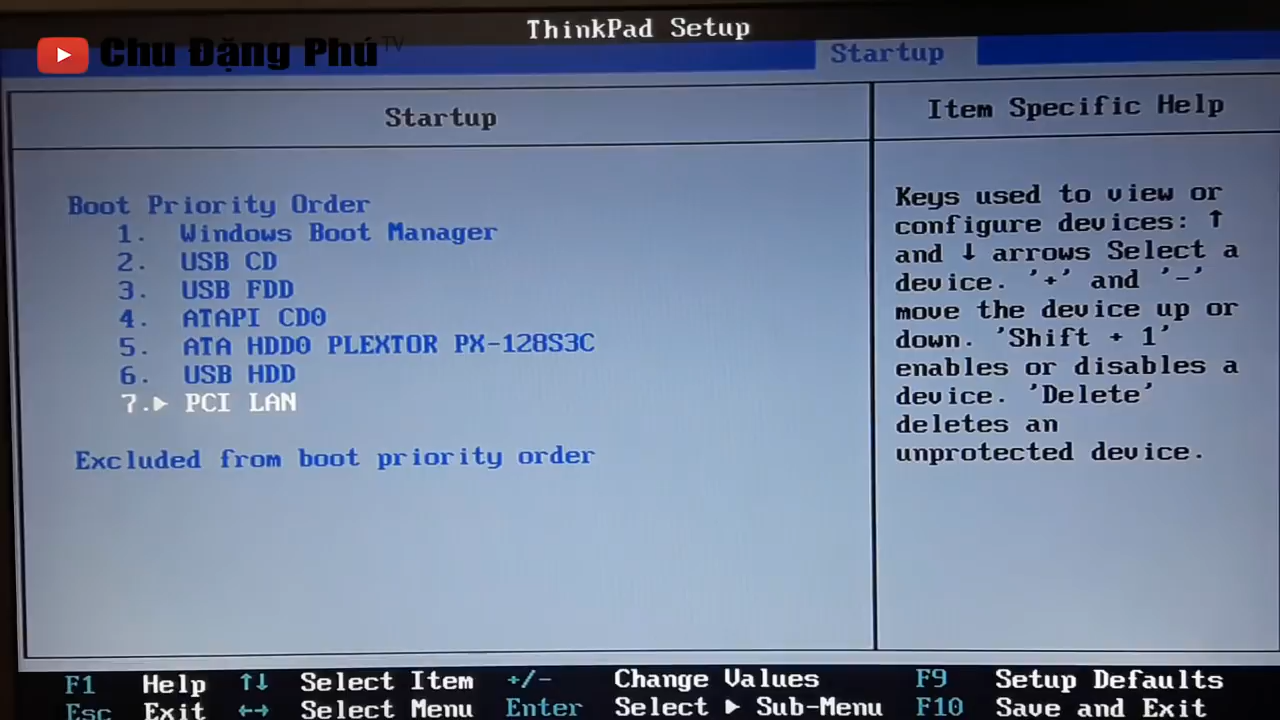 ThinkPad Setup
Chu Đặng Phú TV
Startup
Startup
Boot Priority Order
1. Windows Boot Manager
2. USB CD
3. USB FDD
4. ATAPI CD0
5. ATA HDD0 PLEXTOR PX-128S3C
6. USB HDD
7.▶ PCI LAN
Excluded from boot priority order
Item Specific Help
Keys used to view or
configure devices: ↑
and ↓ arrows Select a
device. '+' and '-'
move the device up or
down. 'Shift + 1'
enables or disables a
device. 'Delete'
deletes an
unprotected device.
F1 Help ↑↓ Select Item +/- Change Values F9 Setup Defaults
Esc Exit ↔ Select Menu Enter Select ▶ Sub-Menu F10 Save and Exit